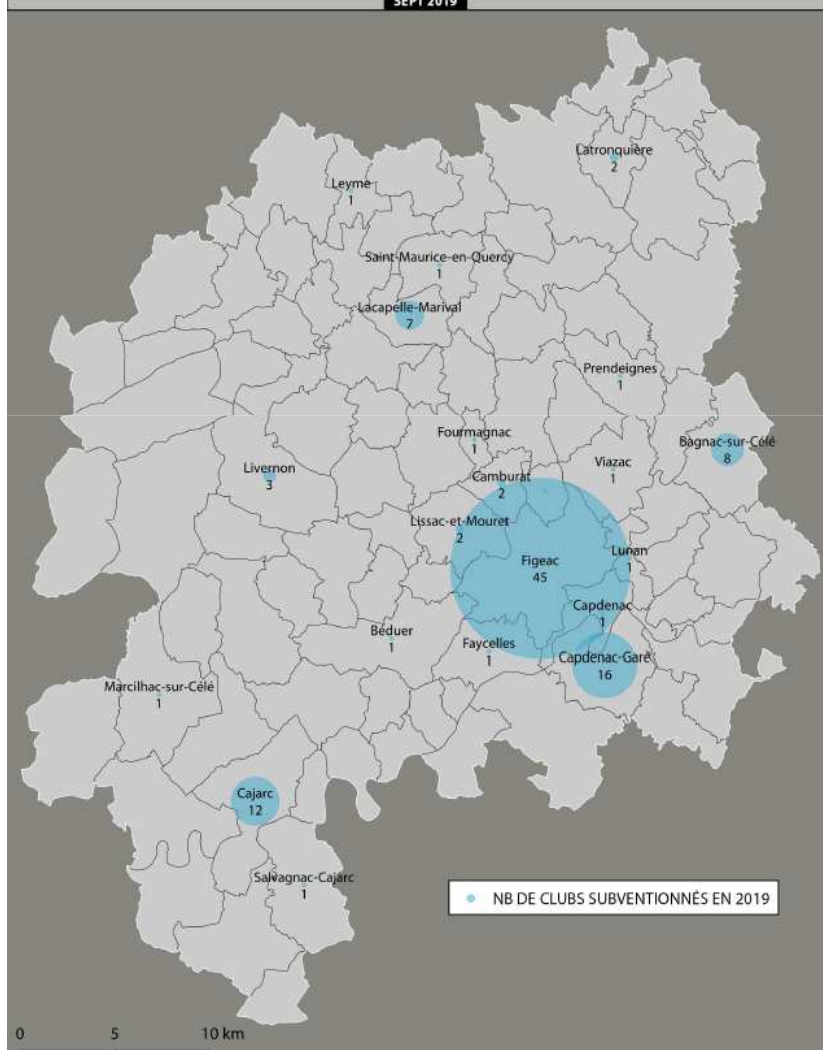 SEPT 2019
Latronquière
2
Leyme
1
Saint-Maurice-en-Quercy
1
Lacapelle-Marival
7
Prendeignes
1
Fourmagnac
1
Bagnac-sur-Célé
8
Livernon
3
Viazac
1
Camburat
2
Lissac-et-Mouret
2
Figeac
45
Lunan
1
Capdenac
1
Béduer
1
Faycelles
1
Capdenac-Gare
16
Marcilhac-sur-Célé
1
Cajarc
12
Salvagnac-Cajarc
1
NB DE CLUBS SUBVENTIONNÉS EN 2019
0 5 10 km